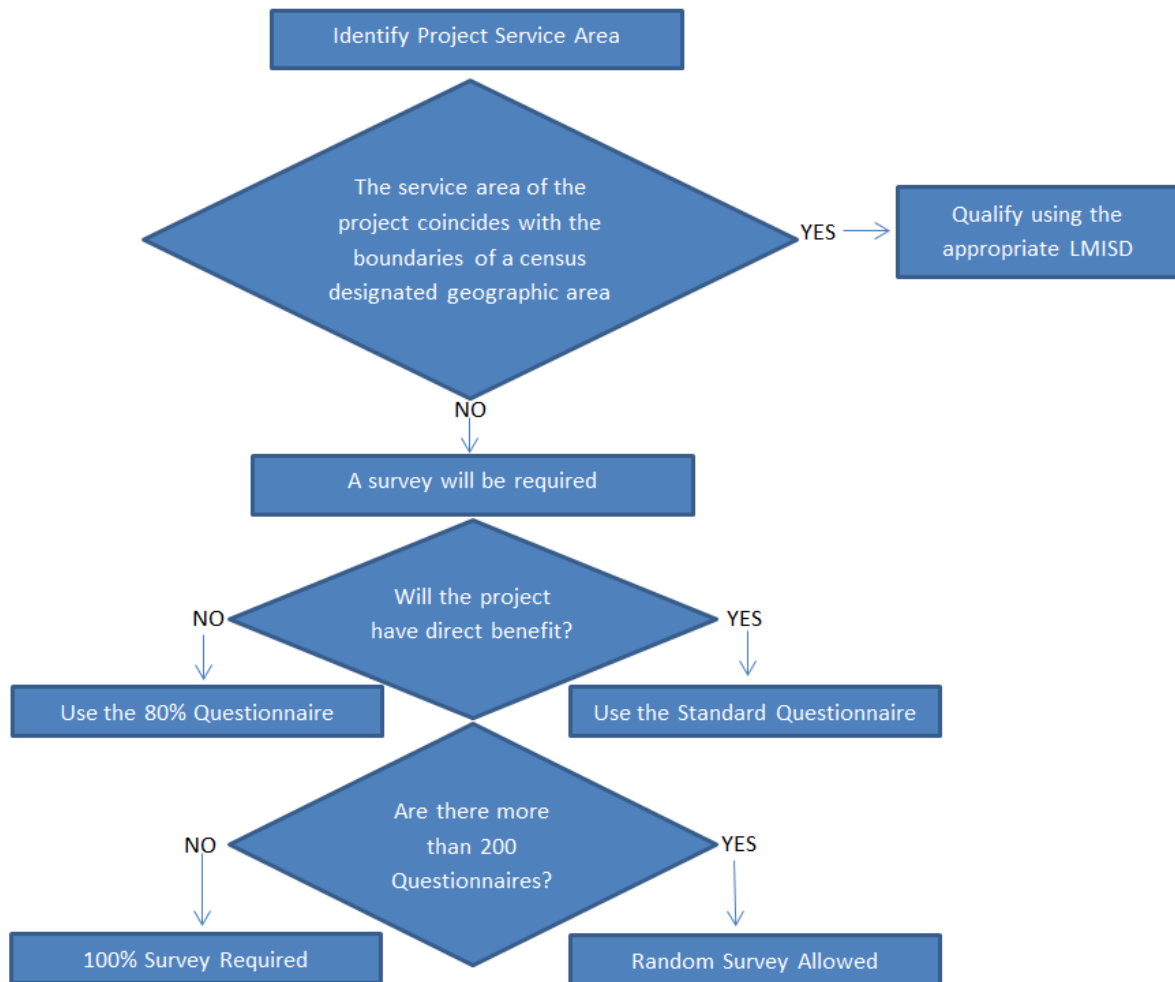 Identify Project Service Area
The service area of the
project coincides with the
boundaries of a census
designated geographic area
YES
Qualify using the
appropriate LMISD
NO
A survey will be required
Will the project
have direct benefit?
NO
YES
Use the 80% Questionnaire
Use the Standard Questionnaire
Are there more
than 200
Questionnaires?
NO
YES
100% Survey Required
Random Survey Allowed